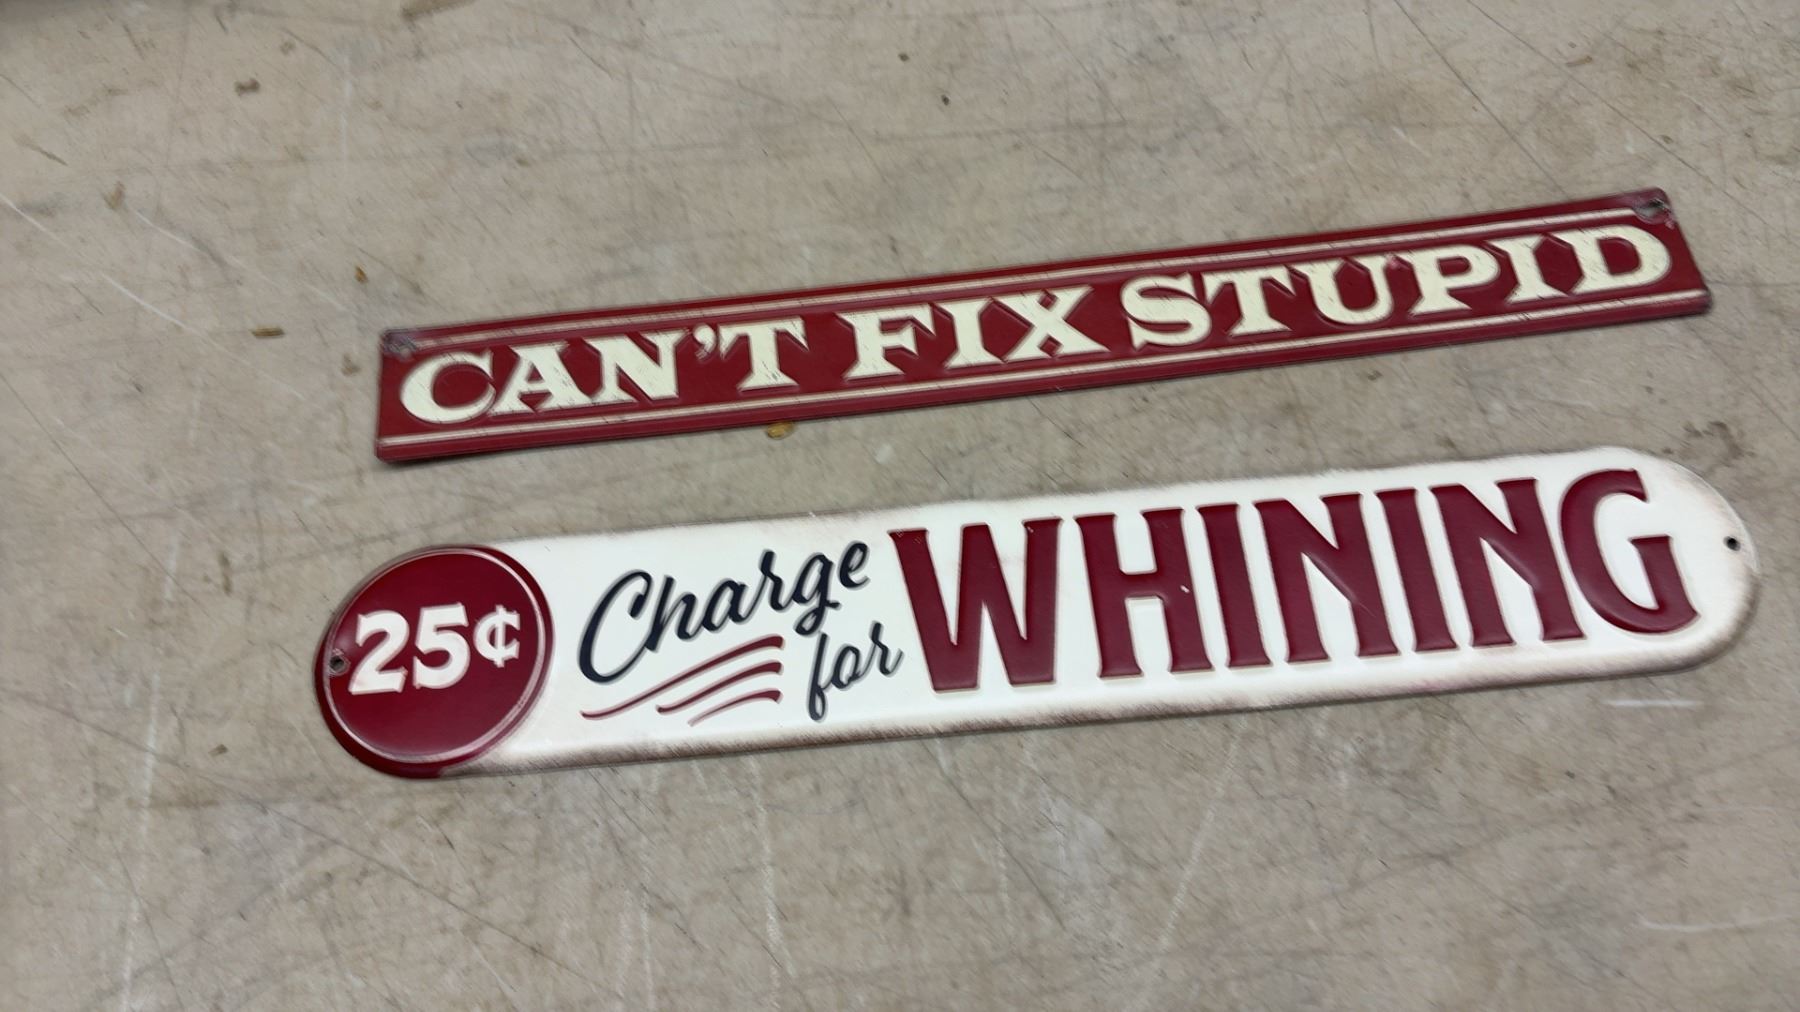 CAN'T FIX STUPID
25¢ Charge for WHINING